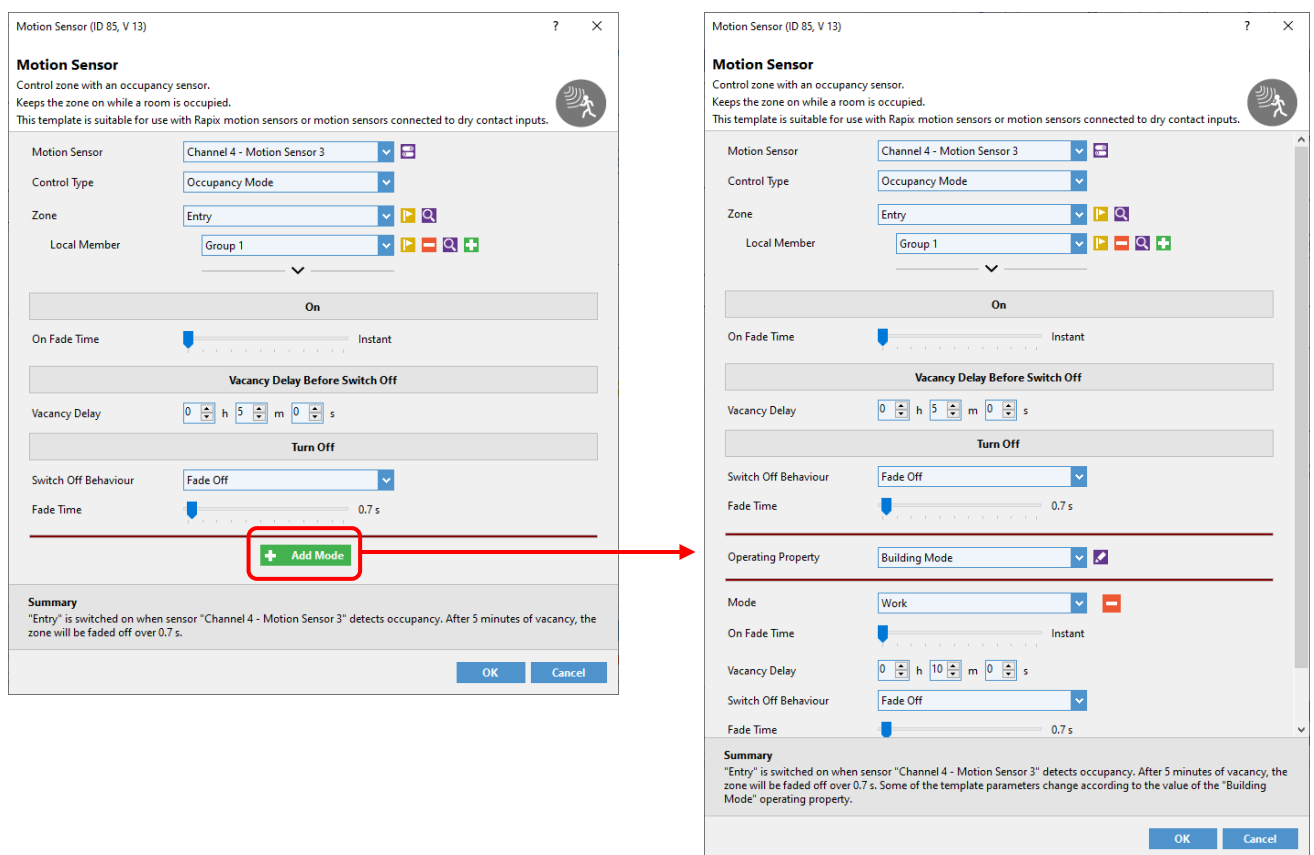 Motion Sensor (ID 85, V 13)
Motion Sensor
Control zone with an occupancy sensor.
Keeps the zone on while a room is occupied.
This template is suitable for use with Rapix motion sensors or motion sensors connected to dry contact inputs.
Motion Sensor Channel 4 - Motion Sensor 3
Control Type Occupancy Mode
Zone Entry
Local Member Group 1
On
On Fade Time Instant
Vacancy Delay Before Switch Off
Vacancy Delay 0 h 5 m 0 s
Turn Off
Switch Off Behaviour Fade Off
Fade Time 0.7 s
Add Mode
Summary
"Entry" is switched on when sensor "Channel 4 - Motion Sensor 3" detects occupancy. After 5 minutes of vacancy, the
zone will be faded off over 0.7 s.
OK Cancel
Motion Sensor (ID 85, V 13)
Motion Sensor
Control zone with an occupancy sensor.
Keeps the zone on while a room is occupied.
This template is suitable for use with Rapix motion sensors or motion sensors connected to dry contact inputs.
Motion Sensor Channel 4 - Motion Sensor 3
Control Type Occupancy Mode
Zone Entry
Local Member Group 1
On
On Fade Time Instant
Vacancy Delay Before Switch Off
Vacancy Delay 0 h 5 m 0 s
Turn Off
Switch Off Behaviour Fade Off
Fade Time 0.7 s
Operating Property Building Mode
Mode Work
On Fade Time Instant
Vacancy Delay 0 h 10 m 0 s
Switch Off Behaviour Fade Off
Fade Time 0.7 s
Summary
"Entry" is switched on when sensor "Channel 4 - Motion Sensor 3" detects occupancy. After 5 minutes of vacancy, the
zone will be faded off over 0.7 s. Some of the template parameters change according to the value of the "Building
Mode" operating property.
OK Cancel